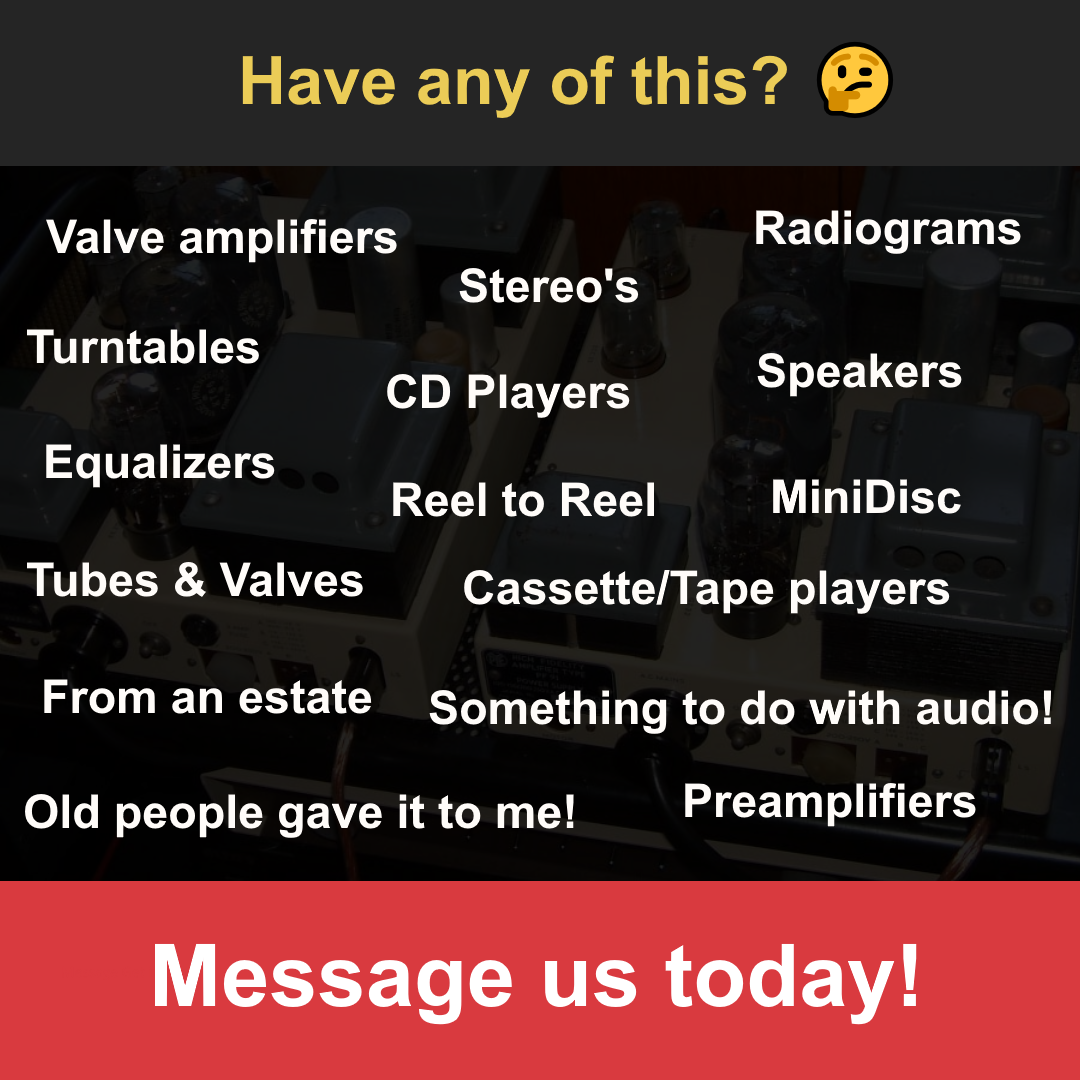 Have any of this? 🤔
Valve amplifiers
Radiograms
Stereo's
Turntables
CD Players
Speakers
Equalizers
Reel to Reel
MiniDisc
Tubes & Valves
Cassette/Tape players
From an estate
Something to do with audio!
Old people gave it to me!
Preamplifiers
Message us today!